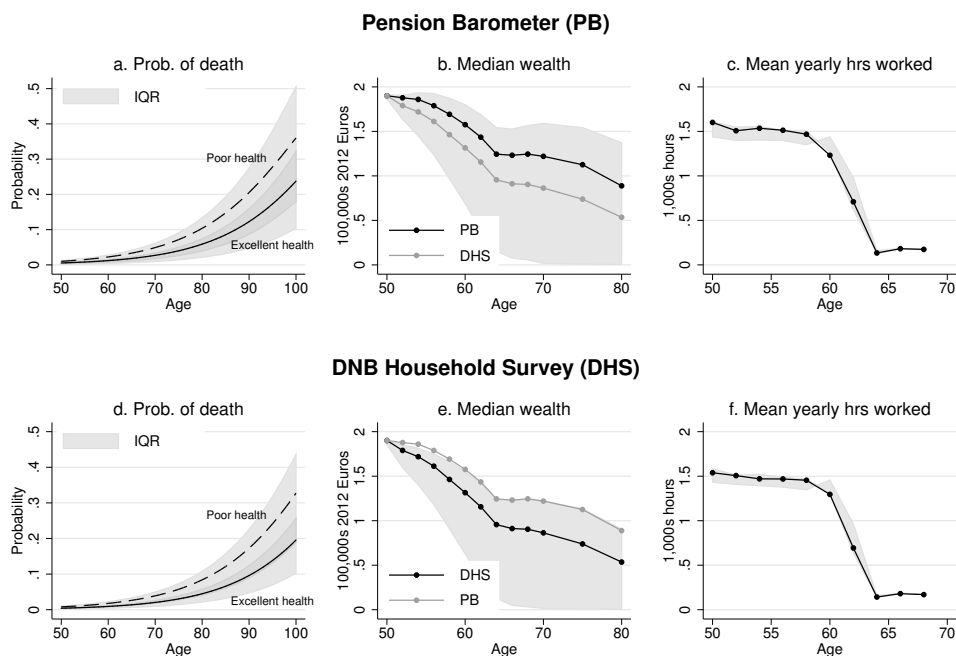 Pension Barometer (PB)
a. Prob. of death
Probability
0 .1 .2 .3 .4 .5
IQR
Poor health
Excellent health
50 60 70 80 90 100
Age
b. Median wealth
100,000s 2012 Euros
0 .5 1 1.5 2
PB
DHS
50 60 70 80
Age
c. Mean yearly hrs worked
1,000s hours
0 .5 1 1.5 2
50 55 60 65 70
Age
DNB Household Survey (DHS)
d. Prob. of death
Probability
0 .1 .2 .3 .4 .5
IQR
Poor health
Excellent health
50 60 70 80 90 100
Age
e. Median wealth
100,000s 2012 Euros
0 .5 1 1.5 2
DHS
PB
50 60 70 80
Age
f. Mean yearly hrs worked
1,000s hours
0 .5 1 1.5 2
50 55 60 65 70
Age